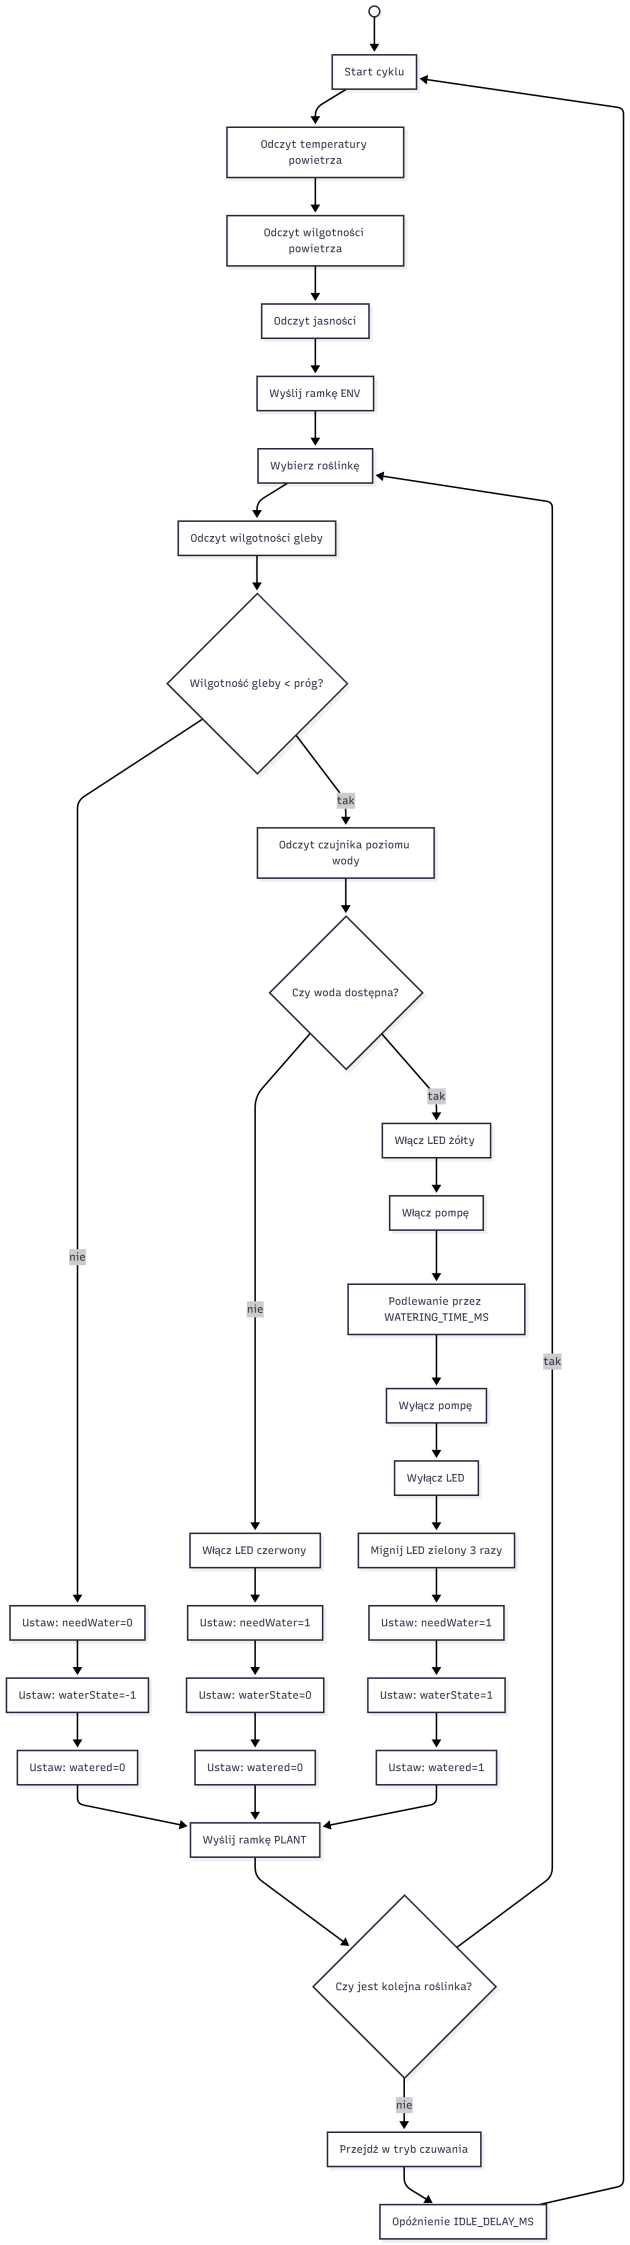 Start cyklu
Odczyt temperatury
powietrza
Odczyt wilgotności
powietrza
Odczyt jasności
Wyślij ramkę ENV
Wybierz roślinkę
Odczyt wilgotności gleby
Wilgotność gleby < próg?
tak
Odczyt czujnika poziomu
wody
Czy woda dostępna?
tak
Włącz LED żółty
Włącz pompę
nie
Podlewanie przez
WATERING_TIME_MS
nie
tak
Wyłącz pompę
Wyłącz LED
Włącz LED czerwony
Mignij LED zielony 3 razy
Ustaw: needWater=0
Ustaw: needWater=1
Ustaw: needWater=1
Ustaw: waterState=-1
Ustaw: waterState=0
Ustaw: waterState=1
Ustaw: watered=0
Ustaw: watered=0
Ustaw: watered=1
Wyślij ramkę PLANT
Czy jest kolejna roślinka?
nie
Przejdź w tryb czuwania
Opóźnienie IDLE_DELAY_MS